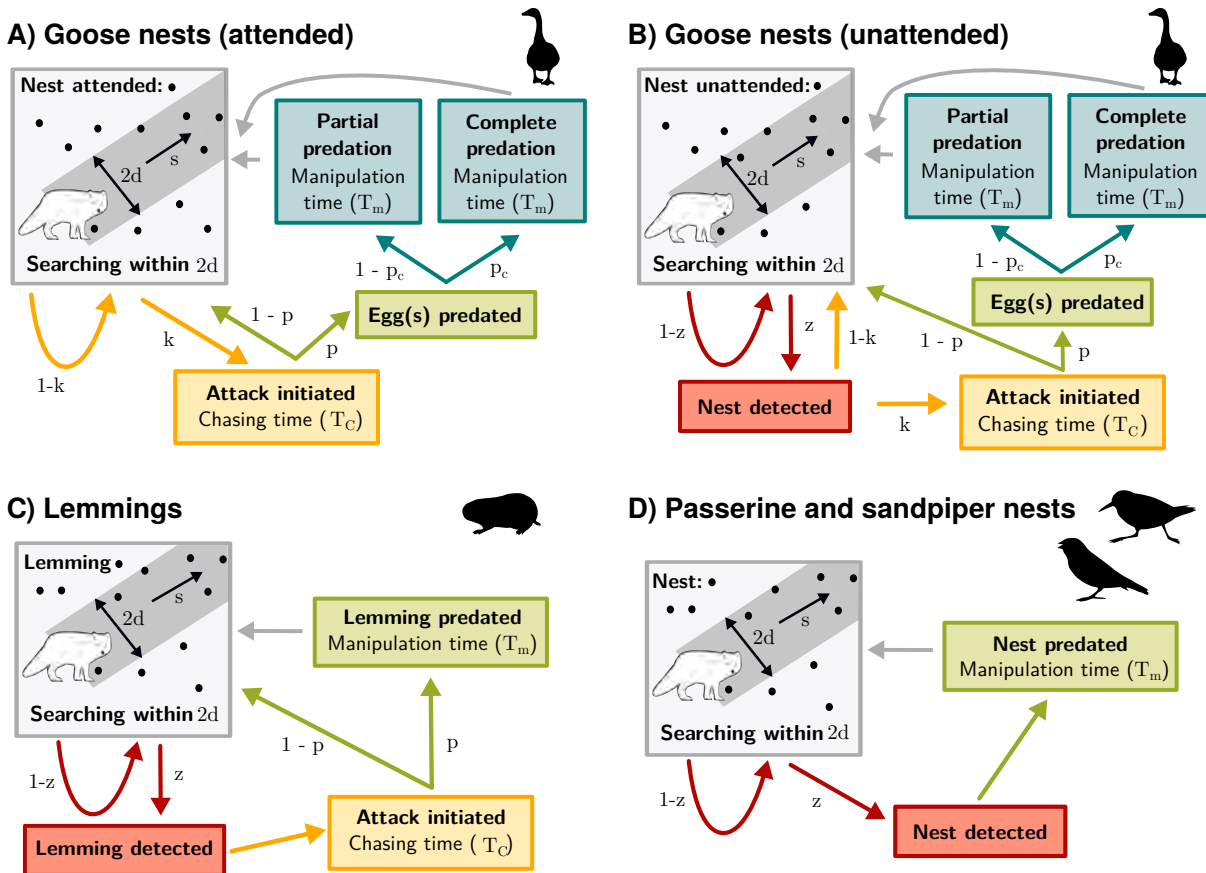 A) Goose nests (attended)
Nest attended:
2d
s
Searching within 2d
Partial
predation
Manipulation
time (Tm)
Complete
predation
Manipulation
time (Tm)
1 - pc
pc
Egg(s) predated
1 - p
p
k
1-k
Attack initiated
Chasing time (TC)
B) Goose nests (unattended)
Nest unattended:
2d
s
Searching within 2d
Partial
predation
Manipulation
time (Tm)
Complete
predation
Manipulation
time (Tm)
1 - pc
pc
Egg(s) predated
1-z
z
1-k
1 - p
p
Nest detected
k
Attack initiated
Chasing time (TC)
C) Lemmings
Lemming
2d
s
Searching within 2d
Lemming predated
Manipulation time (Tm)
1 - p
p
1-z
z
Lemming detected
Attack initiated
Chasing time (TC)
D) Passerine and sandpiper nests
Nest:
2d
s
Searching within 2d
Nest predated
Manipulation time (Tm)
1-z
z
Nest detected